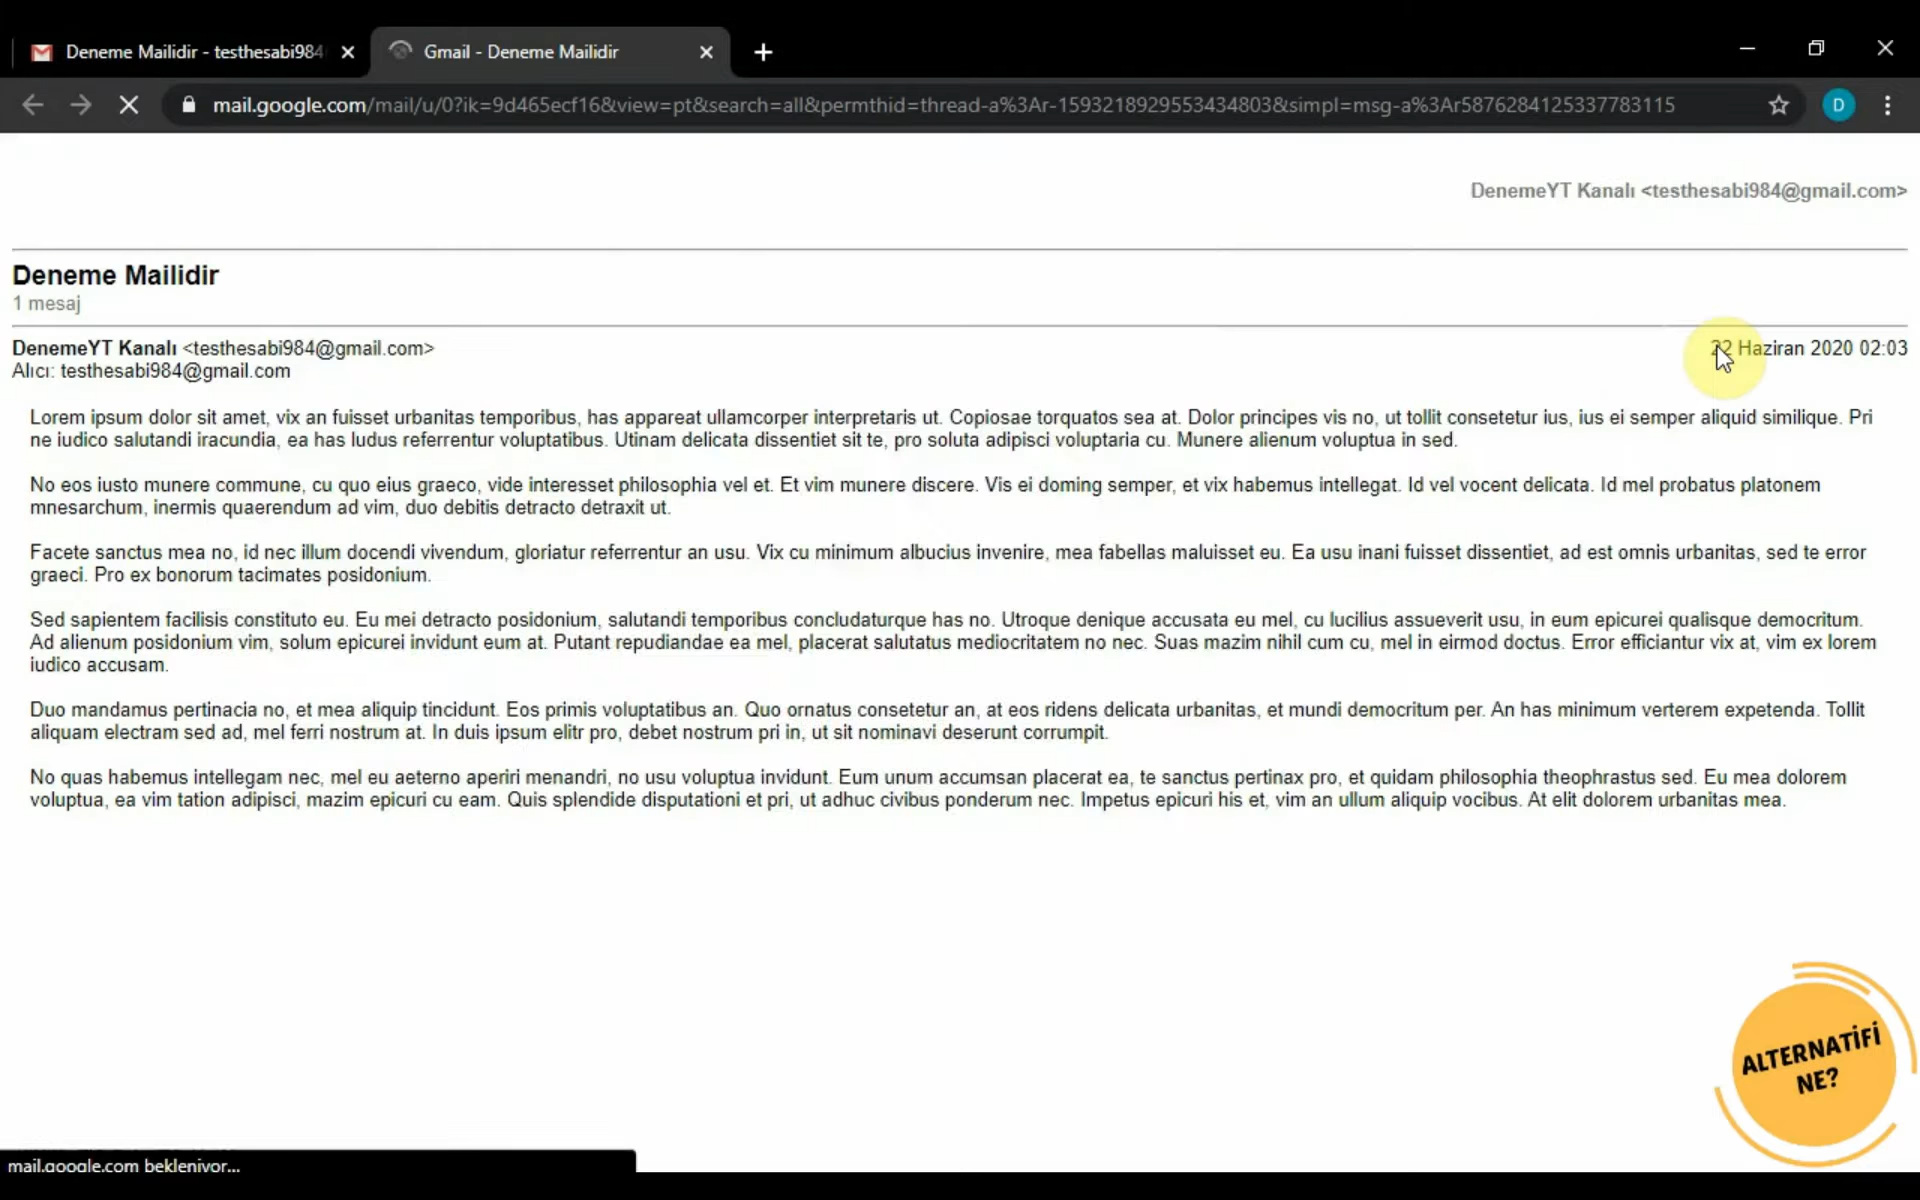 Deneme Mailidir - testhesabi984
Gmail - Deneme Mailidir
mail.google.com/mail/u/0?ik=9d465ecf16&view=pt&search=all&permthid=thread-a%3Ar-1593218929553434803&simpl=msg-a%3Ar5876284125337783115
D
DenemeYT Kanalı <testhesabi984@gmail.com>
Deneme Mailidir
1 mesaj
DenemeYT Kanalı <testhesabi984@gmail.com>
22 Haziran 2020 02:03
Alıcı: testhesabi984@gmail.com
Lorem ipsum dolor sit amet, vix an fuisset urbanitas temporibus, has appareat ullamcorper interpretaris ut. Copiosae torquatos sea at. Dolor principes vis no, ut tollit consetetur ius, ius ei semper aliquid similique. Pri
ne iudico salutandi iracundia, ea has ludus referrentur voluptatibus. Utinam delicata dissentiet sit te, pro soluta adipisci voluptaria cu. Munere alienum voluptua in sed.
No eos iusto munere commune, cu quo eius graeco, vide interesset philosophia vel et. Et vim munere discere. Vis ei doming semper, et vix habemus intellegat. Id vel vocent delicata. Id mel probatus platonem
mnesarchum, inermis quaerendum ad vim, duo debitis detracto detraxit ut.
Facete sanctus mea no, id nec illum docendi vivendum, gloriatur referrentur an usu. Vix cu minimum albucius invenire, mea fabellas maluisset eu. Ea usu inani fuisset dissentiet, ad est omnis urbanitas, sed te error
graeci. Pro ex bonorum tacimates posidonium.
Sed sapientem facilisis constituto eu. Eu mei detracto posidonium, salutandi temporibus concludaturque has no. Utroque denique accusata eu mel, cu lucilius assueverit usu, in eum epicurei qualisque democritum.
Ad alienum posidonium vim, solum epicurei invidunt eum at. Putant repudiandae ea mel, placerat salutatus mediocritatem no nec. Suas mazim nihil cum cu, mel in eirmod doctus. Error efficiantur vix at, vim ex lorem
iudico accusam.
Duo mandamus pertinacia no, et mea aliquip tincidunt. Eos primis voluptatibus an. Quo ornatus consetetur an, at eos ridens delicata urbanitas, et mundi democritum per. An has minimum verterem expetenda. Tollit
aliquam electram sed ad, mel ferri nostrum at. In duis ipsum elitr pro, debet nostrum pri in, ut sit nominavi deserunt corrumpit.
No quas habemus intellegam nec, mel eu aeterno aperiri menandri, no usu voluptua invidunt. Eum unum accumsan placerat ea, te sanctus pertinax pro, et quidam philosophia theophrastus sed. Eu mea dolorem
voluptua, ea vim tation adipisci, mazim epicuri cu eam. Quis splendide disputationi et pri, ut adhuc civibus ponderum nec. Impetus epicuri his et, vim an ullum aliquip vocibus. At elit dolorem urbanitas mea.
ALTERNATİFİ
NE?
mail.google.com bekleniyor...